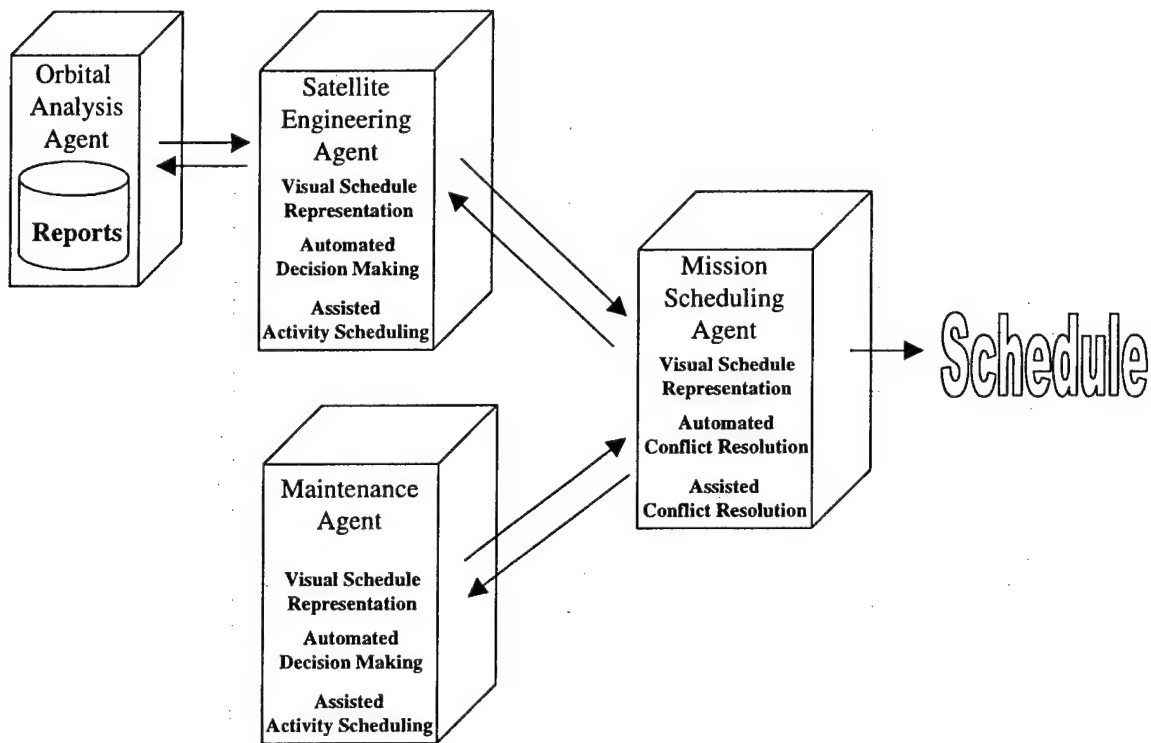 Orbital
Analysis
Agent
Reports
Satellite
Engineering
Agent
Visual Schedule
Representation
Automated
Decision Making
Assisted
Activity Scheduling
Maintenance
Agent
Visual Schedule
Representation
Automated
Decision Making
Assisted
Activity Scheduling
Mission
Scheduling
Agent
Visual Schedule
Representation
Automated
Conflict Resolution
Assisted
Conflict Resolution
Schedule